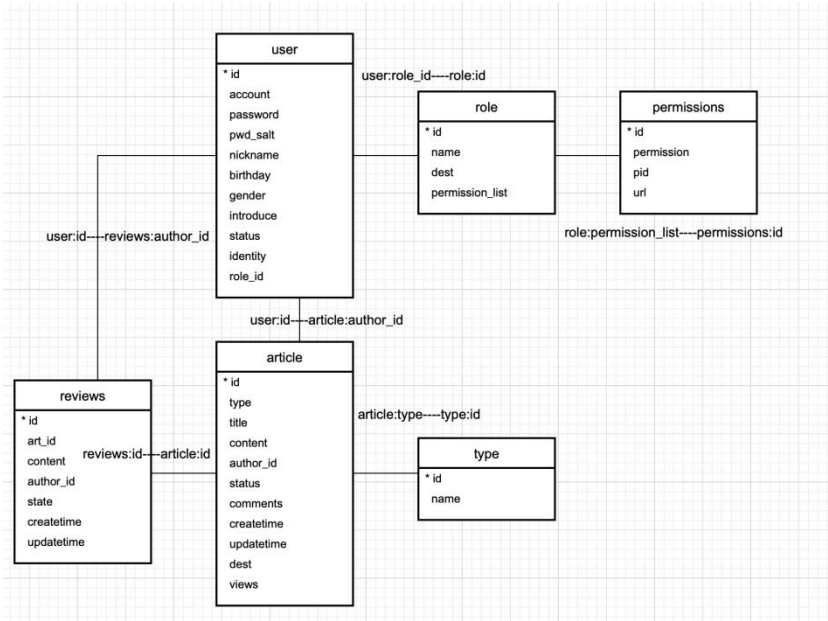 user
* id
account
password
pwd_salt
nickname
birthday
gender
introduce
status
identity
role_id
user:role_id----role:id
role
* id
name
dest
permission_list
permissions
* id
permission
pid
url
role:permission_list----permissions:id
user:id----reviews:author_id
user:id----article:author_id
article
* id
type
title
content
author_id
status
comments
createtime
updatetime
dest
views
reviews
* id
art_id
content
author_id
state
createtime
updatetime
reviews:id----article:id
article:type----type:id
type
* id
name